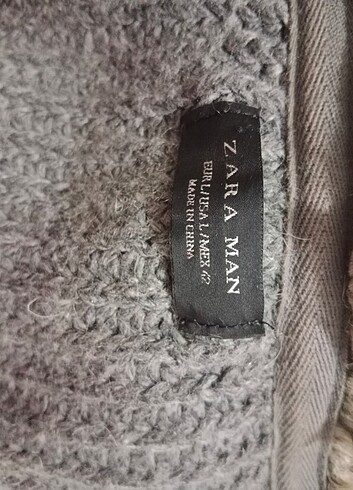 ZARA MAN
EUR L/USA L/MEX 42
MADE IN CHINA